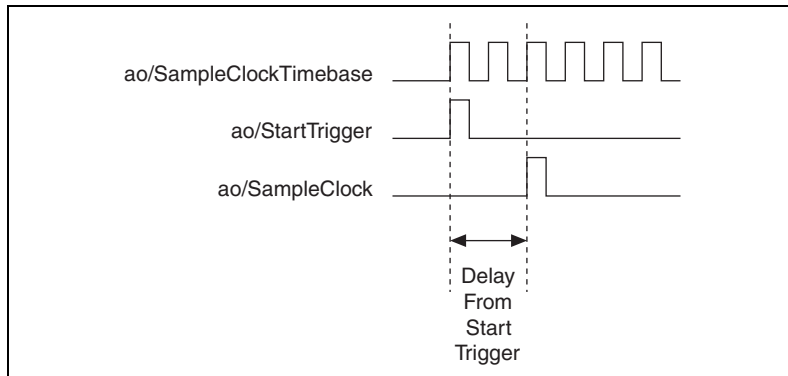 ao/SampleClockTimebase
ao/StartTrigger
ao/SampleClock
Delay
From
Start
Trigger